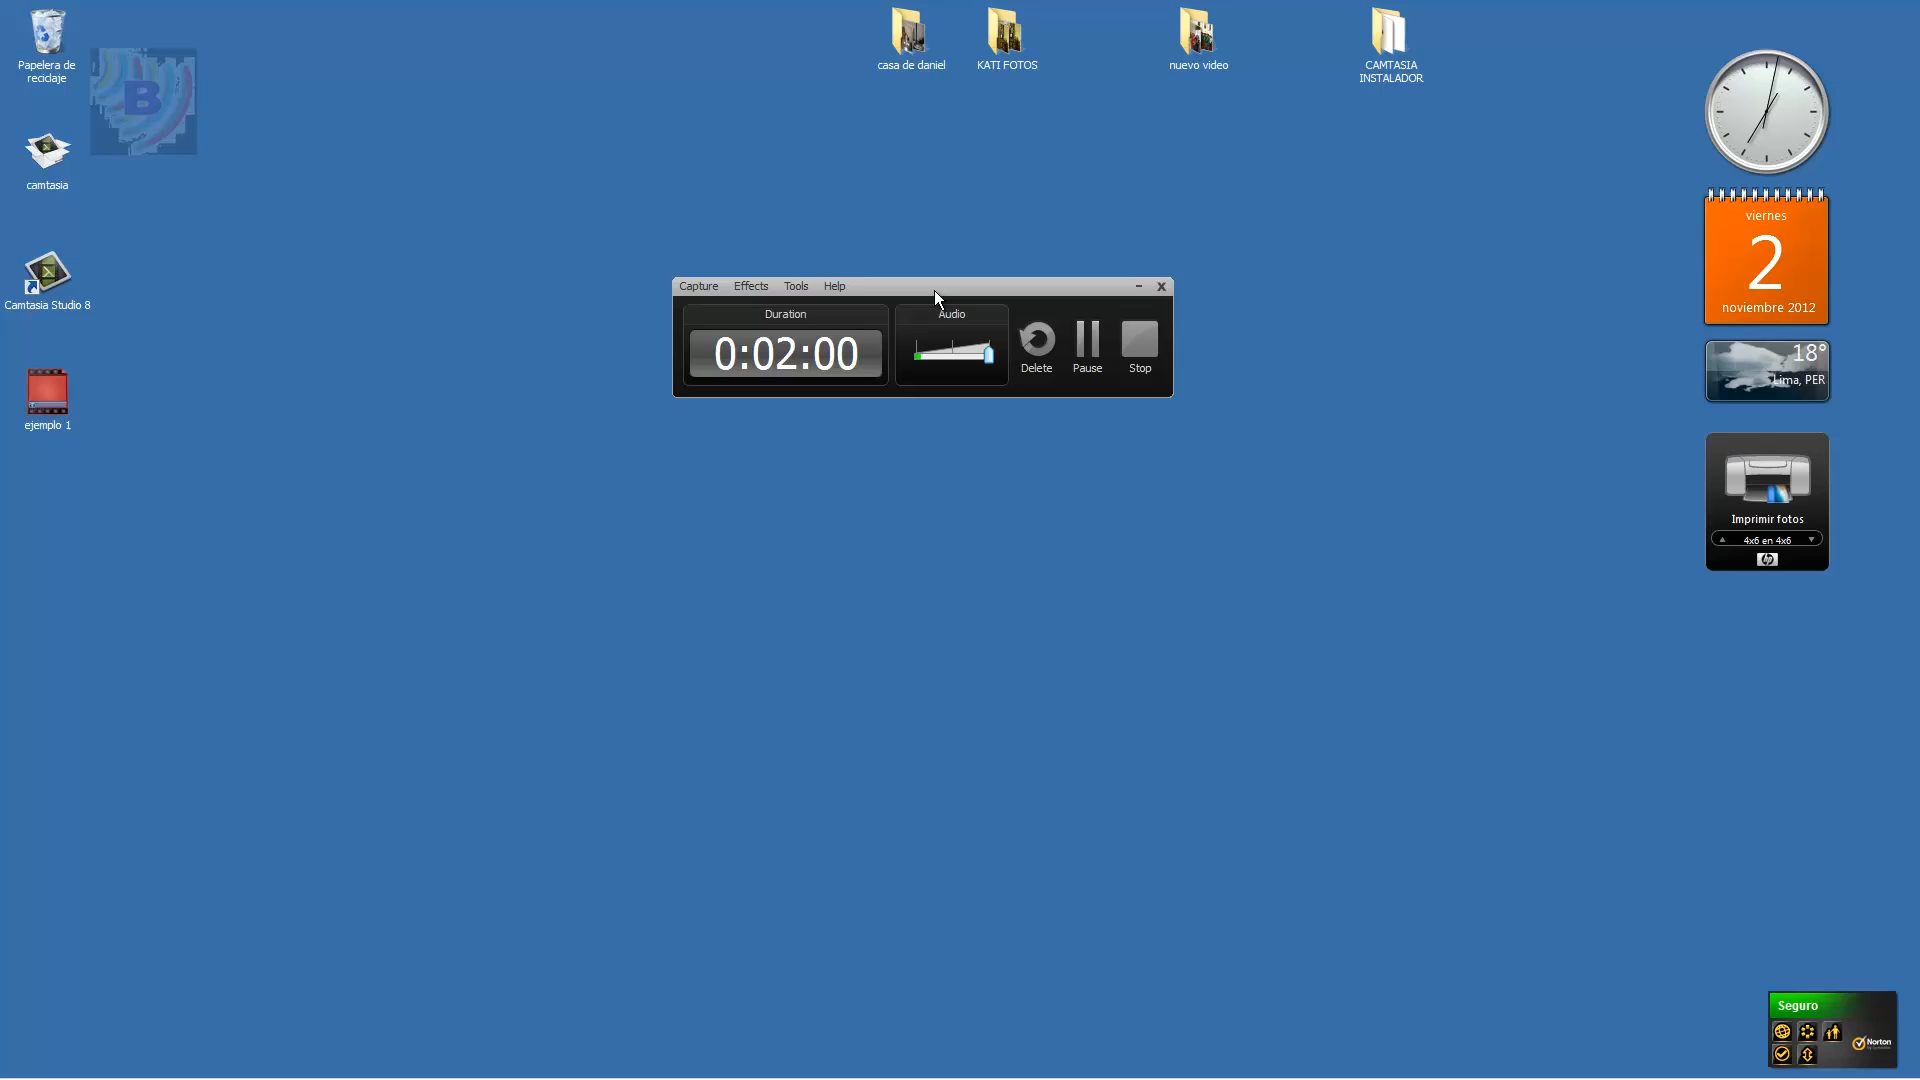 Papelera de
reciclaje
B
camtasia
Camtasia Studio 8
ejemplo 1
casa de daniel
KATI FOTOS
nuevo video
CAMTASIA
INSTALADOR
Capture Effects Tools Help
Duration
0:02:00
Audio
Delete
Pause
Stop
viernes
2
noviembre 2012
18°
Lima, PER
Imprimir fotos
4x6 en 4x6
hp
Seguro
Norton